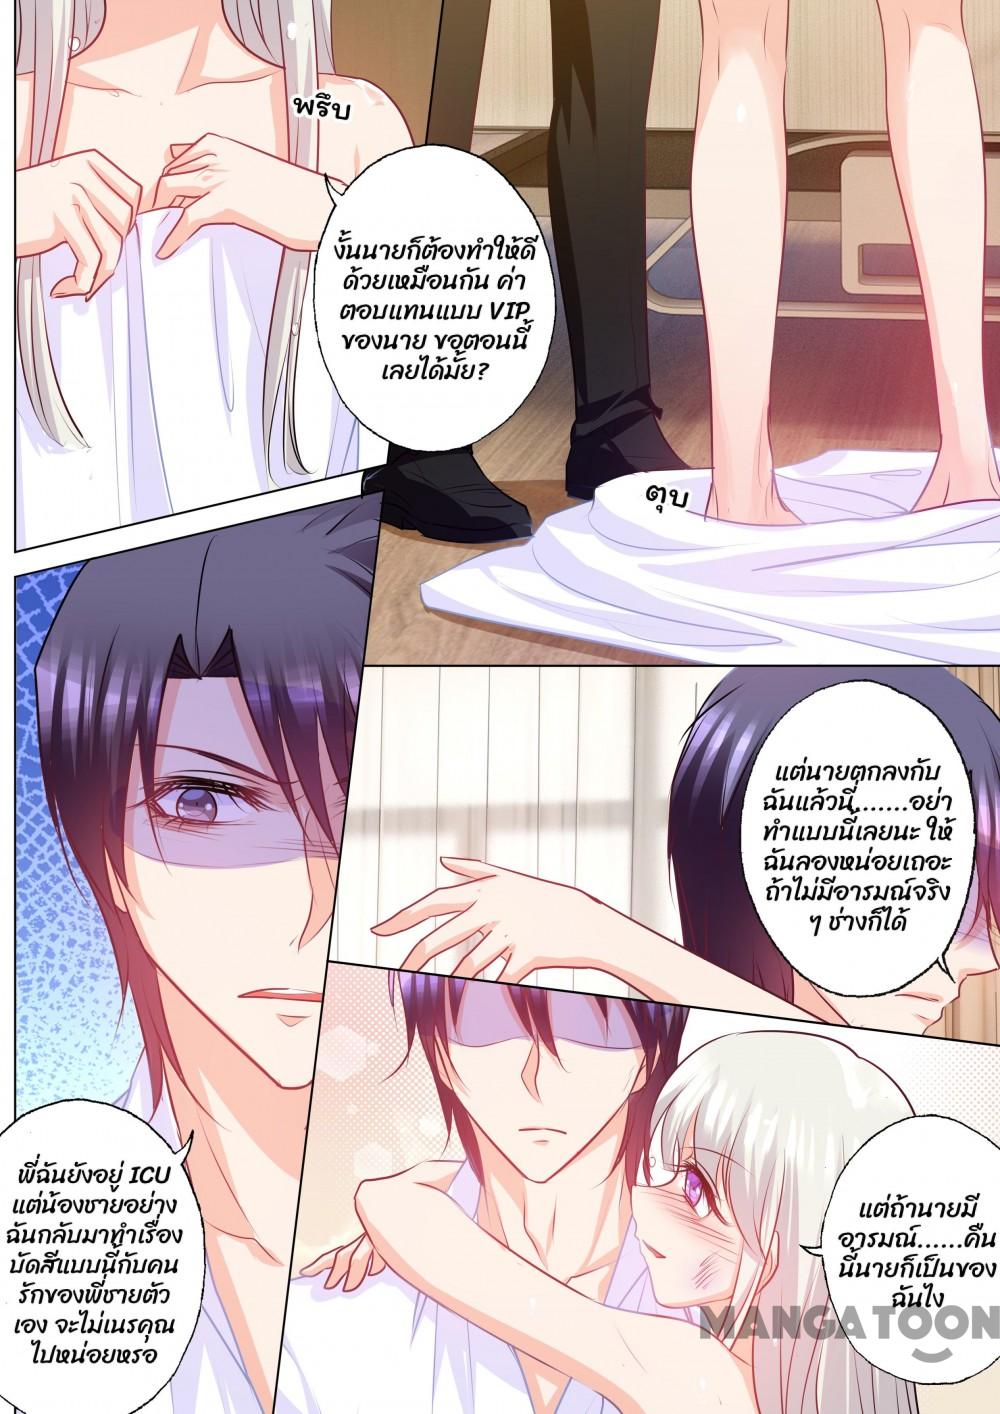 พรึบ
งั้นนายก็ต้องทำให้ดี
ด้วยเหมือนกัน ค่า
ตอบแทนแบบ VIP
ของนาย ขอตอนนี้
เลยได้มั้ย?
ตุบ
แต่นายตกลงกับ
ฉันแล้วนี่.......อย่า
ทำแบบนี้เลยนะ ให้
ฉันลองหน่อยเถอะ
ถ้าไม่มีอารมณ์จริง
ๆ ช่างก็ได้
พี่ฉันยังอยู่ ICU
แต่น้องชายอย่าง
ฉันกลับมาทำเรื่อง
บัดสีแบบนี้กับคน
รักของพี่ชายตัว
เอง จะไม่เนรคุณ
ไปหน่อยหรอ
แต่ถ้านายมี
อารมณ์......คืน
นี้นายก็เป็นของ
ฉันไง
MANGATOON